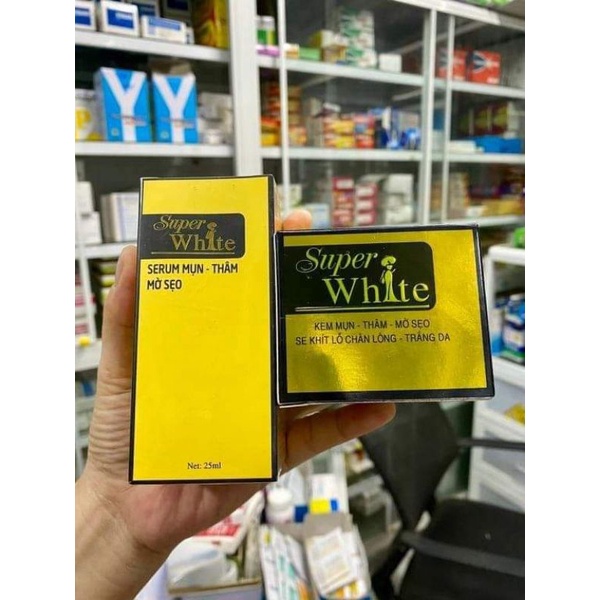 Super
White
SERUM MỤN - THÂM
MỜ SẸO
Net: 25ml
Super
White
KEM MỤN - THÂM - MỜ SẸO
SE KHÍT LỖ CHÂN LÔNG - TRẮNG DA
Y
Y